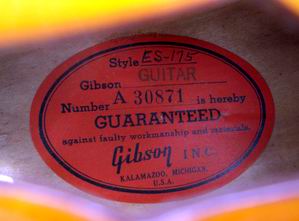 Style ES-175
Gibson GUITAR
Number A 30871 is hereby
GUARANTEED
against faulty workmanship and materials.
Gibson INC.
KALAMAZOO, MICHIGAN,
U.S.A.